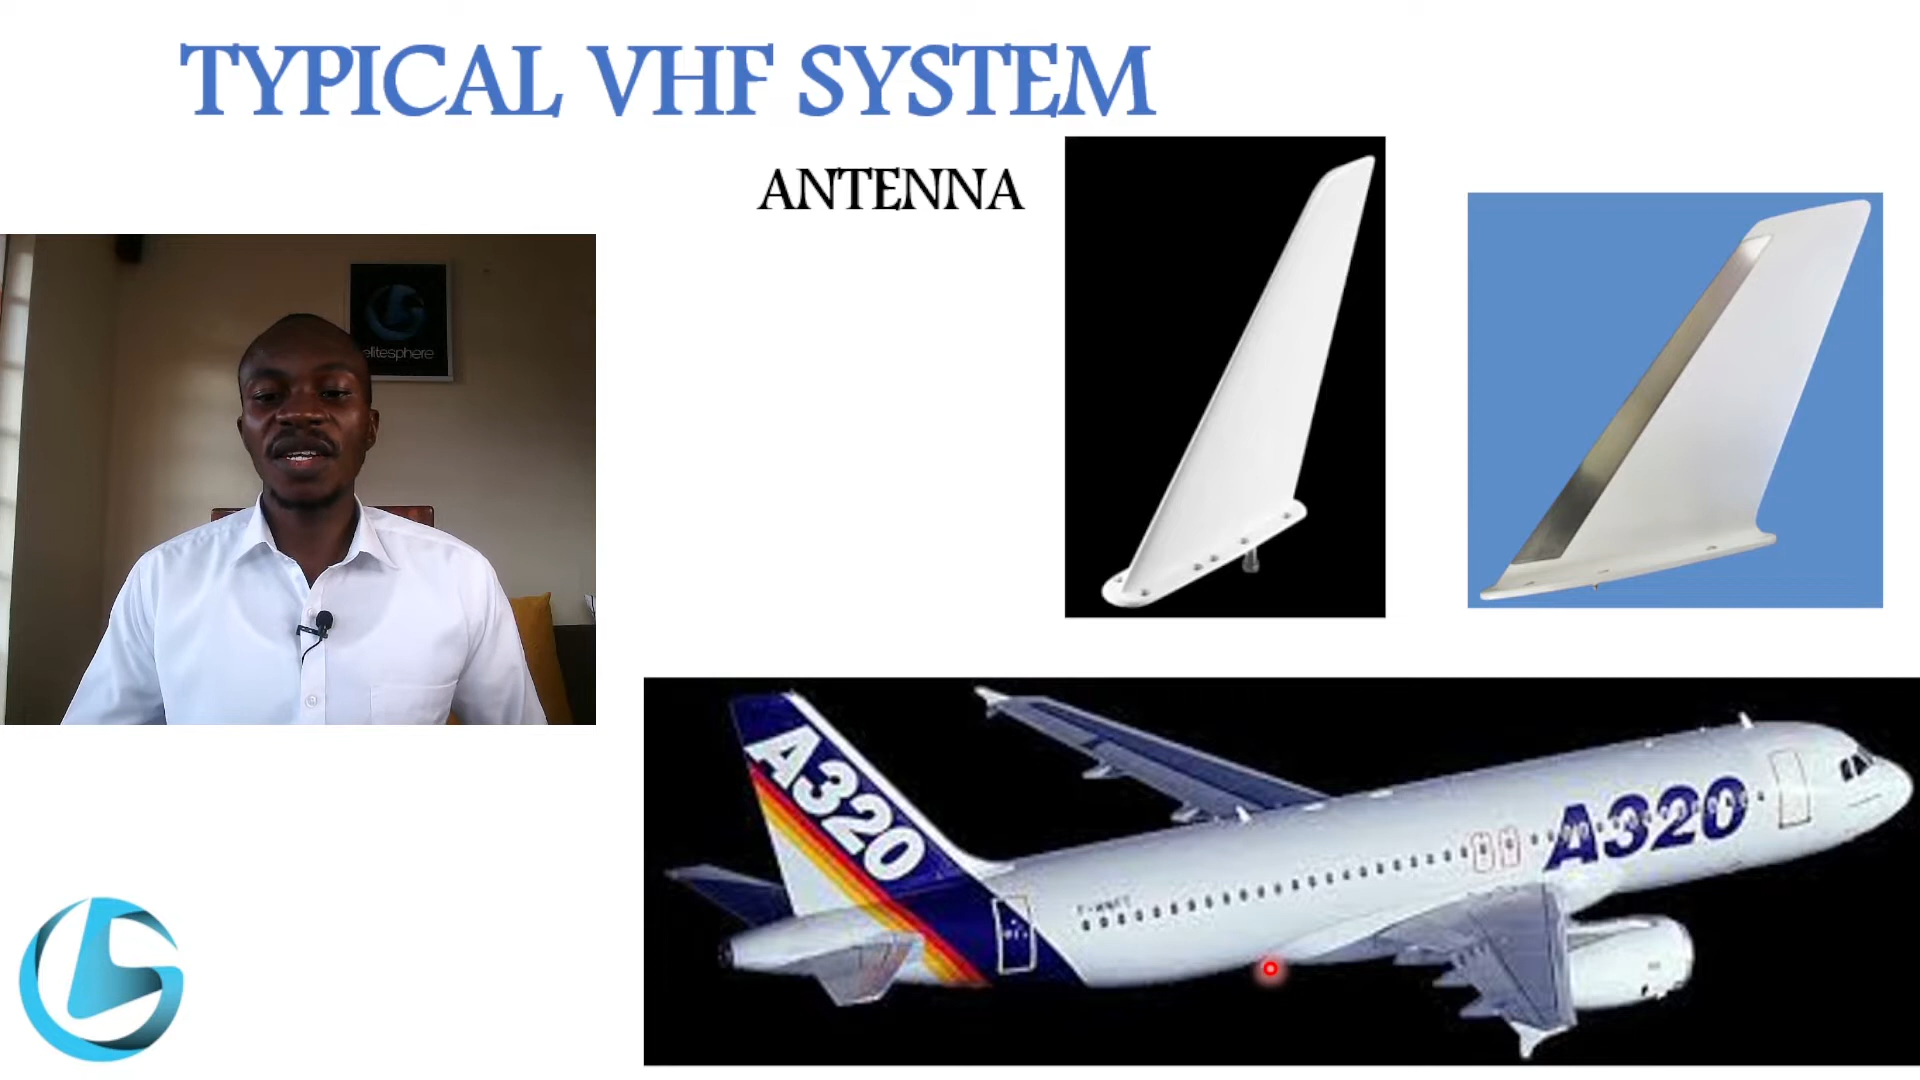 TYPICAL VHF SYSTEM
ANTENNA
elitesphere
A320
A320